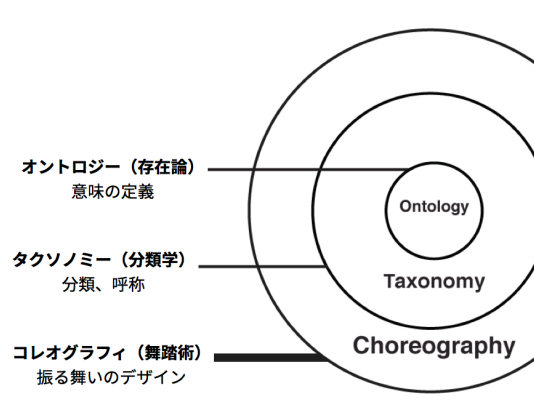 オントロジー（存在論）
意味の定義
Ontology
タクソノミー（分類学）
分類、呼称
Taxonomy
コレオグラフィ（舞踏術）
振る舞いのデザイン
Choreography